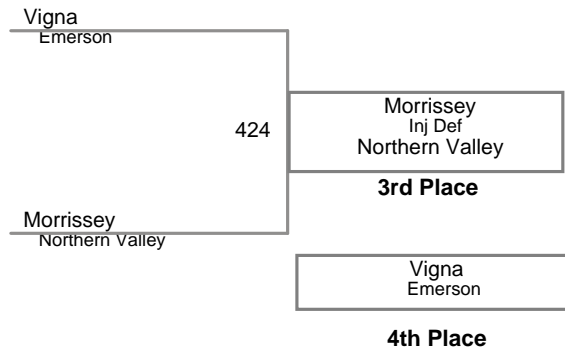 Vigna
Emerson
424
Morrissey
Inj Def
Northern Valley
3rd Place
Morrissey
Northern Valley
Vigna
Emerson
4th Place